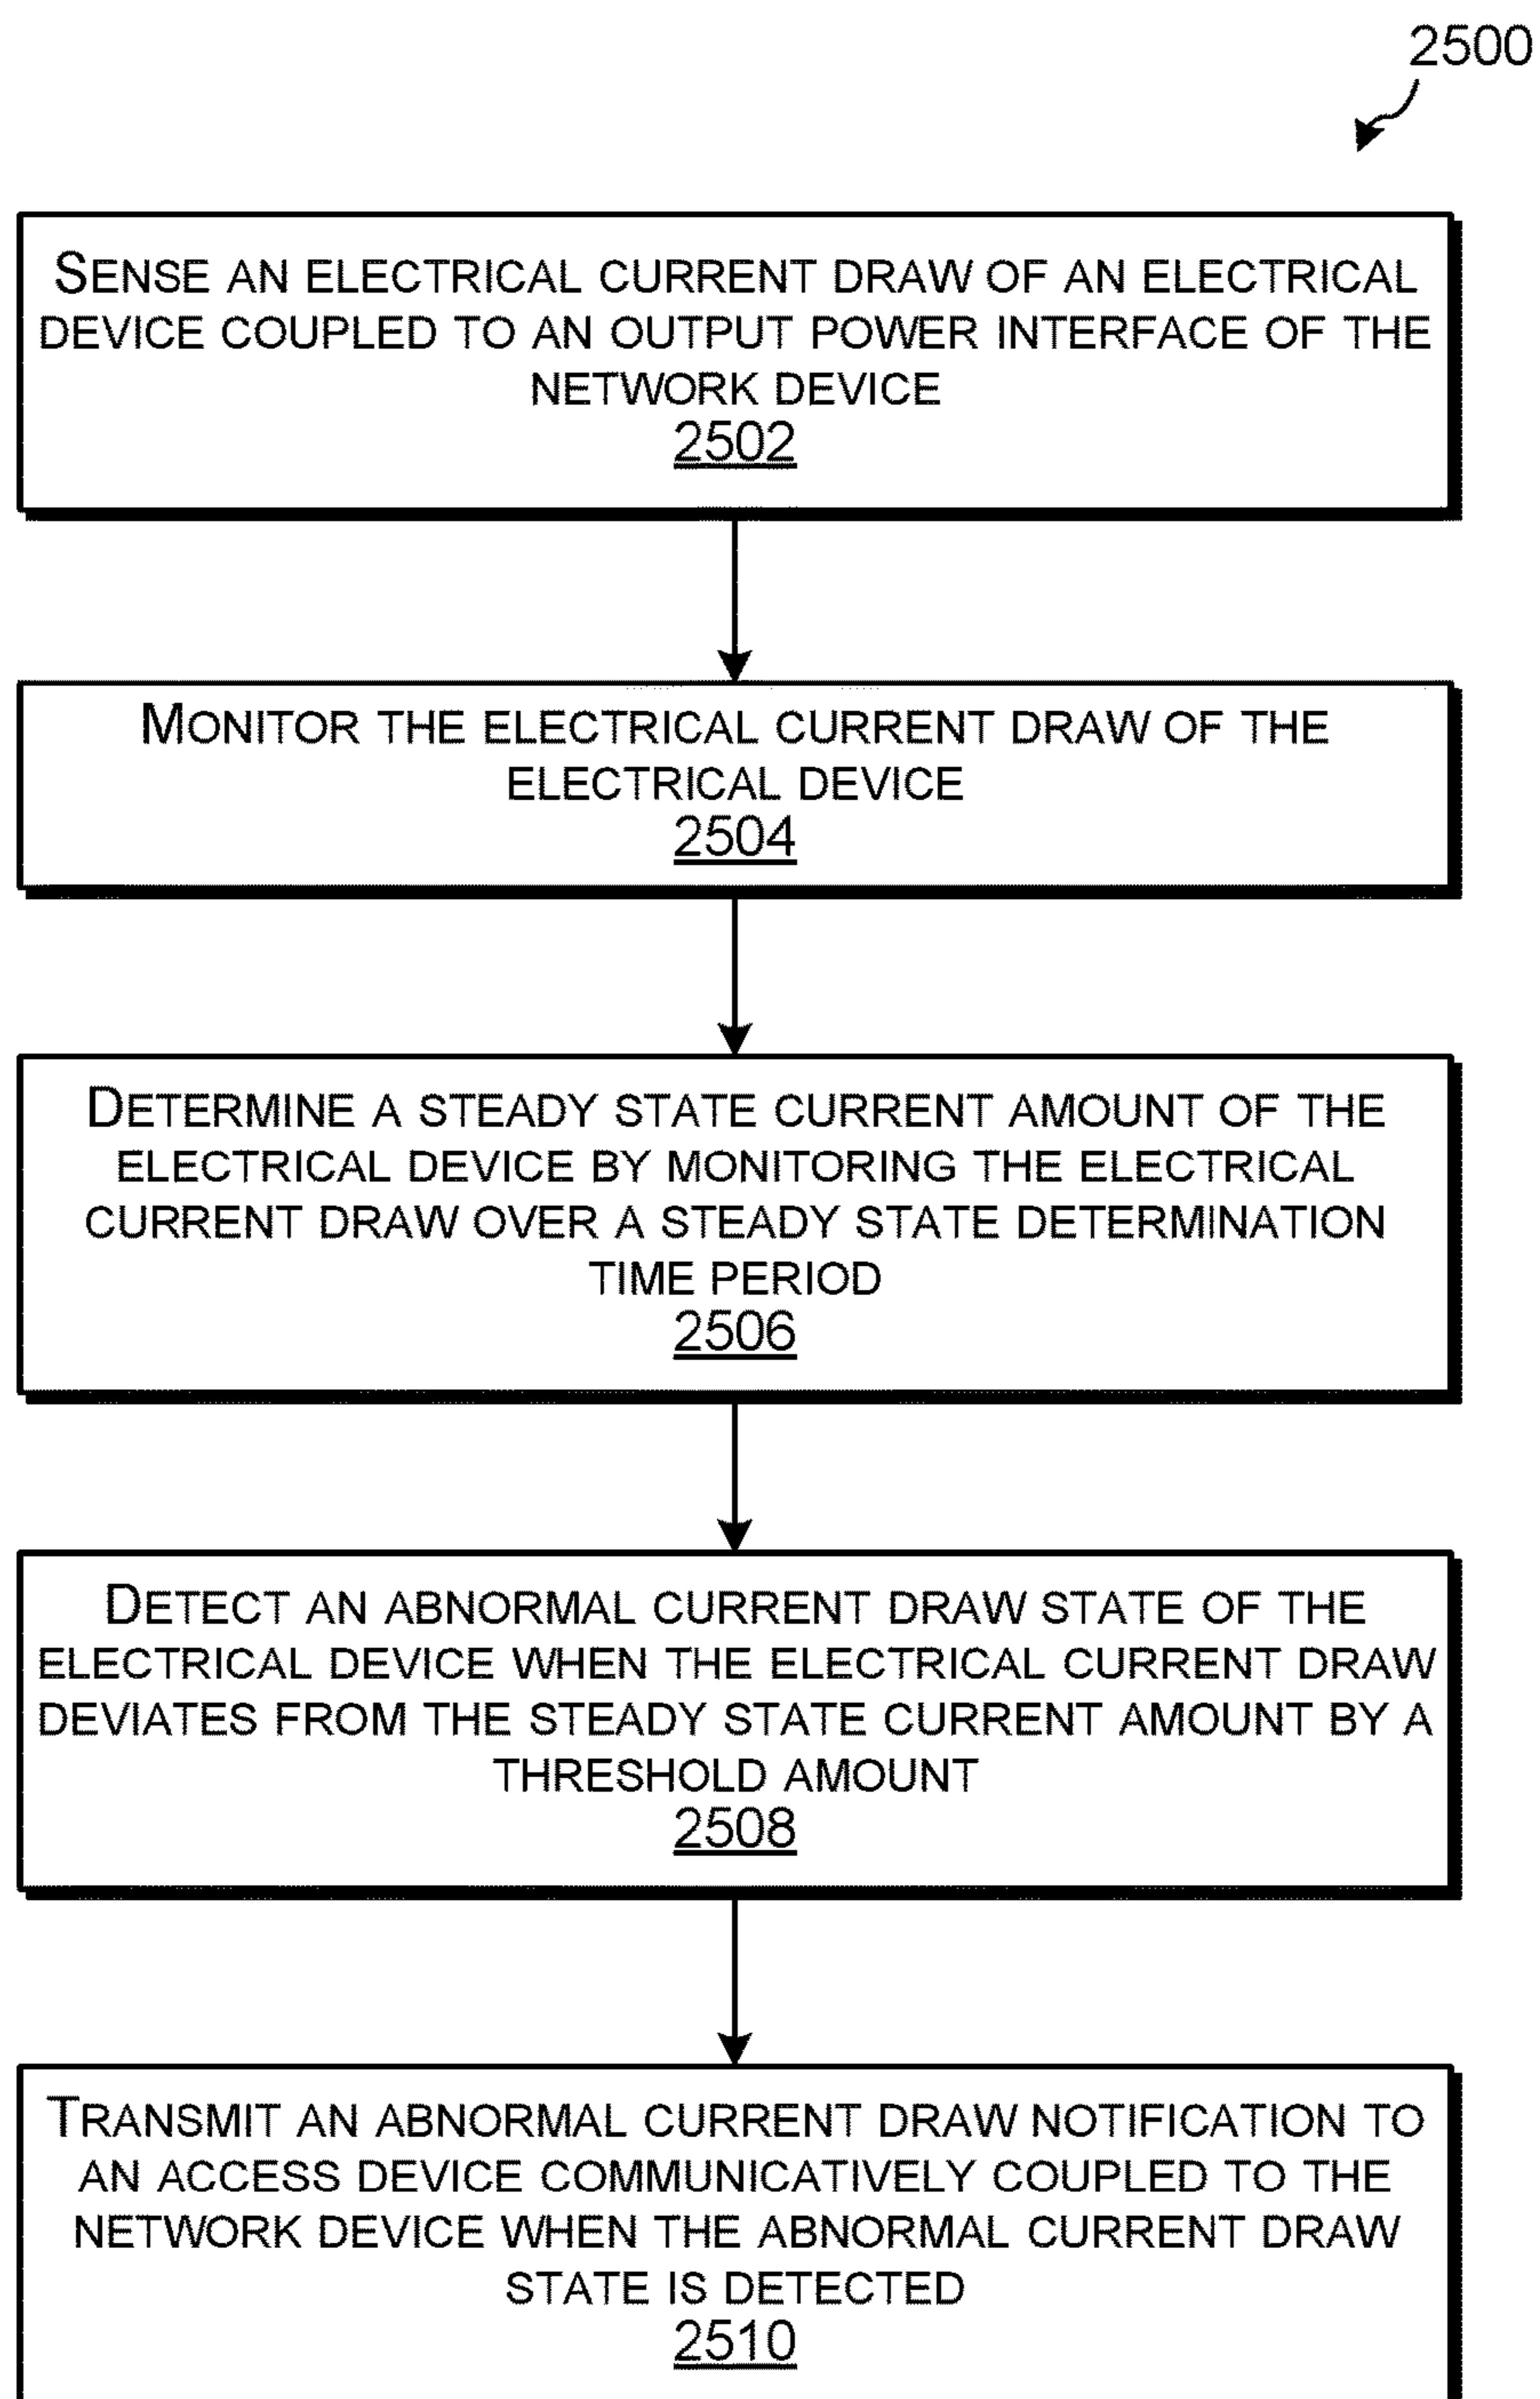 2500
SENSE AN ELECTRICAL CURRENT DRAW OF AN ELECTRICAL
DEVICE COUPLED TO AN OUTPUT POWER INTERFACE OF THE
NETWORK DEVICE
2502
MONITOR THE ELECTRICAL CURRENT DRAW OF THE
ELECTRICAL DEVICE
2504
DETERMINE A STEADY STATE CURRENT AMOUNT OF THE
ELECTRICAL DEVICE BY MONITORING THE ELECTRICAL
CURRENT DRAW OVER A STEADY STATE DETERMINATION
TIME PERIOD
2506
DETECT AN ABNORMAL CURRENT DRAW STATE OF THE
ELECTRICAL DEVICE WHEN THE ELECTRICAL CURRENT DRAW
DEVIATES FROM THE STEADY STATE CURRENT AMOUNT BY A
THRESHOLD AMOUNT
2508
TRANSMIT AN ABNORMAL CURRENT DRAW NOTIFICATION TO
AN ACCESS DEVICE COMMUNICATIVELY COUPLED TO THE
NETWORK DEVICE WHEN THE ABNORMAL CURRENT DRAW
STATE IS DETECTED
2510